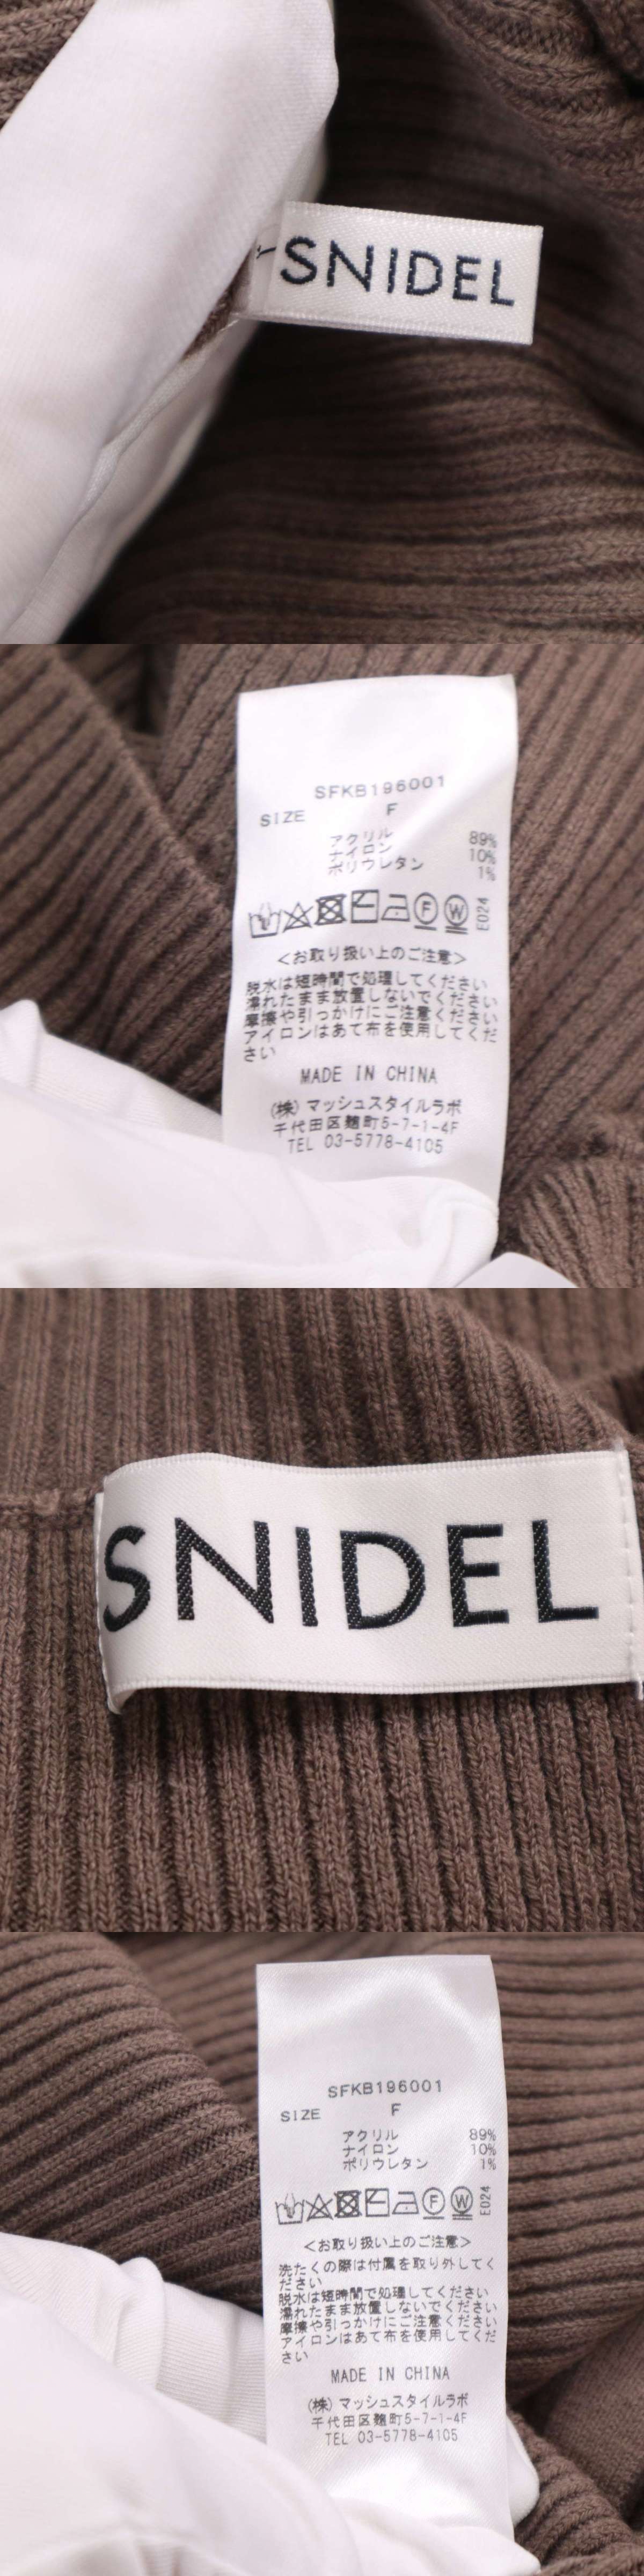 SNIDEL
SFKB196001
SIZE F
アクリル 89%
ナイロン 10%
ポリウレタン 1%
F W E024
<お取り扱い上のご注意>
脱水は短時間で処理してください
濡れたまま放置しないでください
摩擦や引っかけにご注意ください
アイロンはあて布を使用してくだ
さい
MADE IN CHINA
(株)マッシュスタイルラボ
千代田区麹町5-7-1-4F
TEL 03-5778-4105
SNIDEL
SFKB196001
SIZE F
アクリル 89%
ナイロン 10%
ポリウレタン 1%
F W E024
<お取り扱い上のご注意>
洗たくの際は付属を取り外してく
ださい
脱水は短時間で処理してください
濡れたまま放置しないでください
摩擦や引っかけにご注意ください
アイロンはあて布を使用してくだ
さい
MADE IN CHINA
(株)マッシュスタイルラボ
千代田区麹町5-7-1-4F
TEL 03-5778-4105